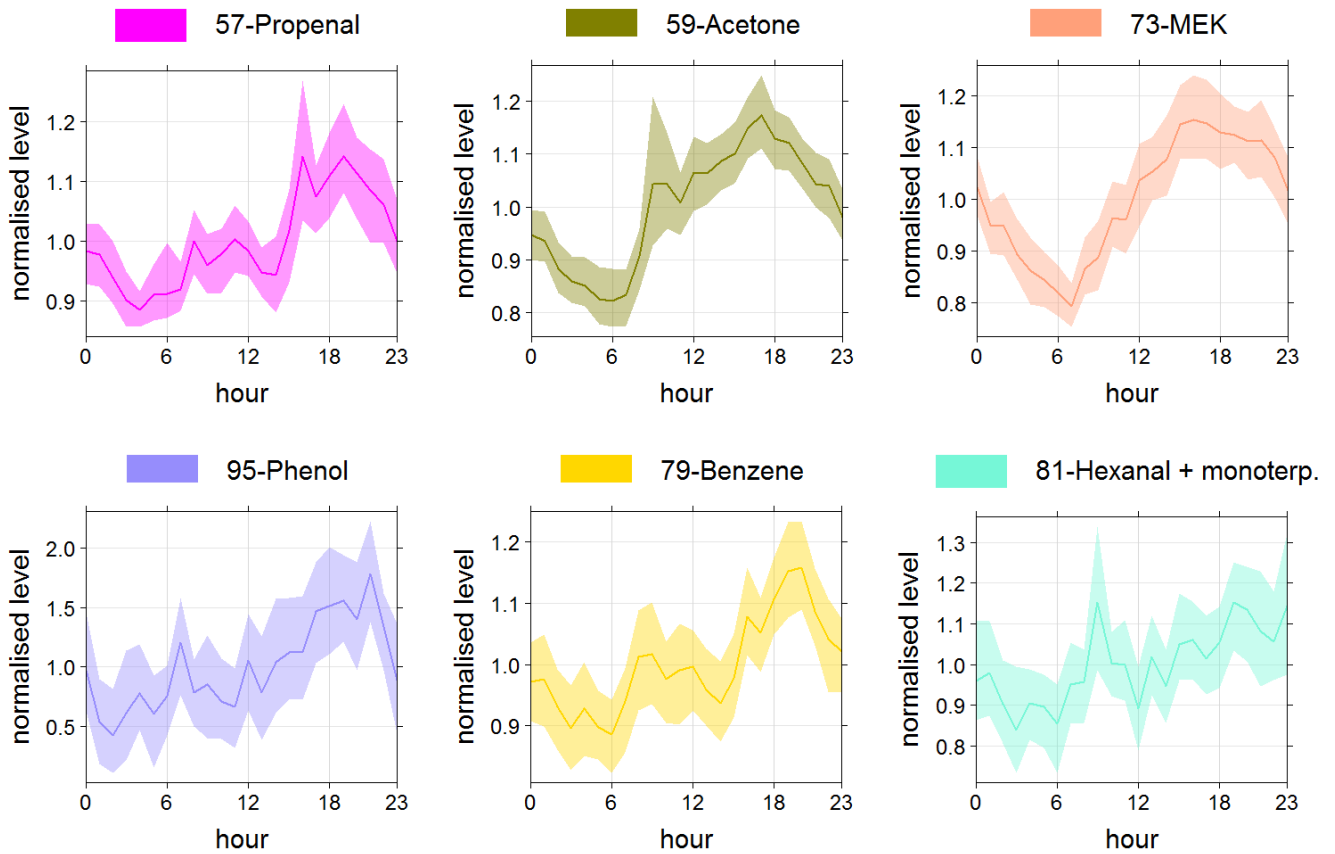 57-Propenal
59-Acetone
73-MEK
normalised level
1.2
1.1
1.0
0.9
0 6 12 18 23
hour
normalised level
1.2
1.1
1.0
0.9
0.8
0 6 12 18 23
hour
normalised level
1.2
1.1
1.0
0.9
0.8
0 6 12 18 23
hour
95-Phenol
79-Benzene
81-Hexanal + monoterp.
normalised level
2.0
1.5
1.0
0.5
0 6 12 18 23
hour
normalised level
1.2
1.1
1.0
0.9
0 6 12 18 23
hour
normalised level
1.3
1.2
1.1
1.0
0.9
0.8
0 6 12 18 23
hour